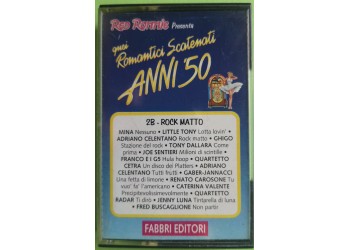 Red Ronnie Presenta
quei
Romantici Scatenati
ANNI '50
2B - ROCK MATTO
MINA Nessuno • LITTLE TONY Lotta lovin' •
ADRIANO CELENTANO Rock matto • GHIGO
Stazione del rock • TONY DALLARA Come
prima • JOE SENTIERI Milioni di scintille •
FRANCO E I G5 Hula hoop • QUARTETTO
CETRA Un disco dei Platters • ADRIANO
CELENTANO Tutti frutti • GABER-JANNACCI
Una fetta di limone • RENATO CAROSONE Tu
vuo' fa' l'americano • CATERINA VALENTE
Precipitevolissimevolmente • QUARTETTO
RADAR Ti dirò • JENNY LUNA Tintarella di luna
• FRED BUSCAGLIONE Non partir
FABBRI EDITORI